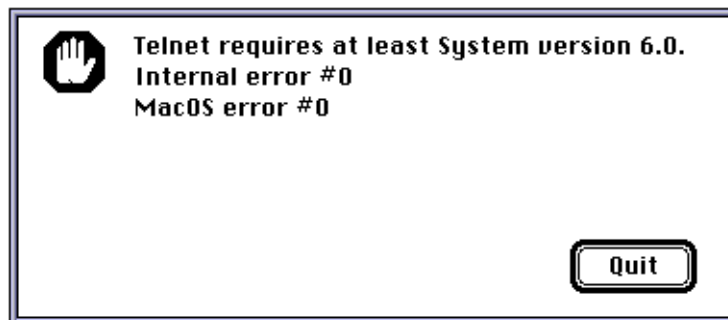 Telnet requires at least System version 6.0.
Internal error #0
MacOS error #0
Quit